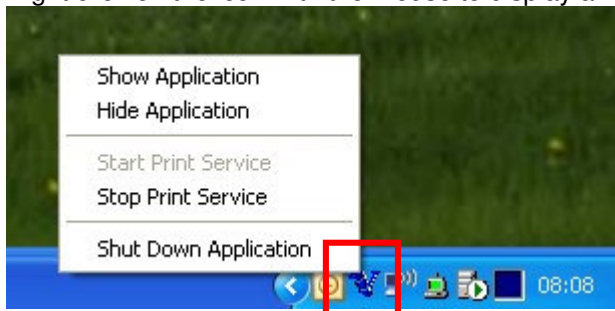 Show Application
Hide Application
Start Print Service
Stop Print Service
Shut Down Application
08:08